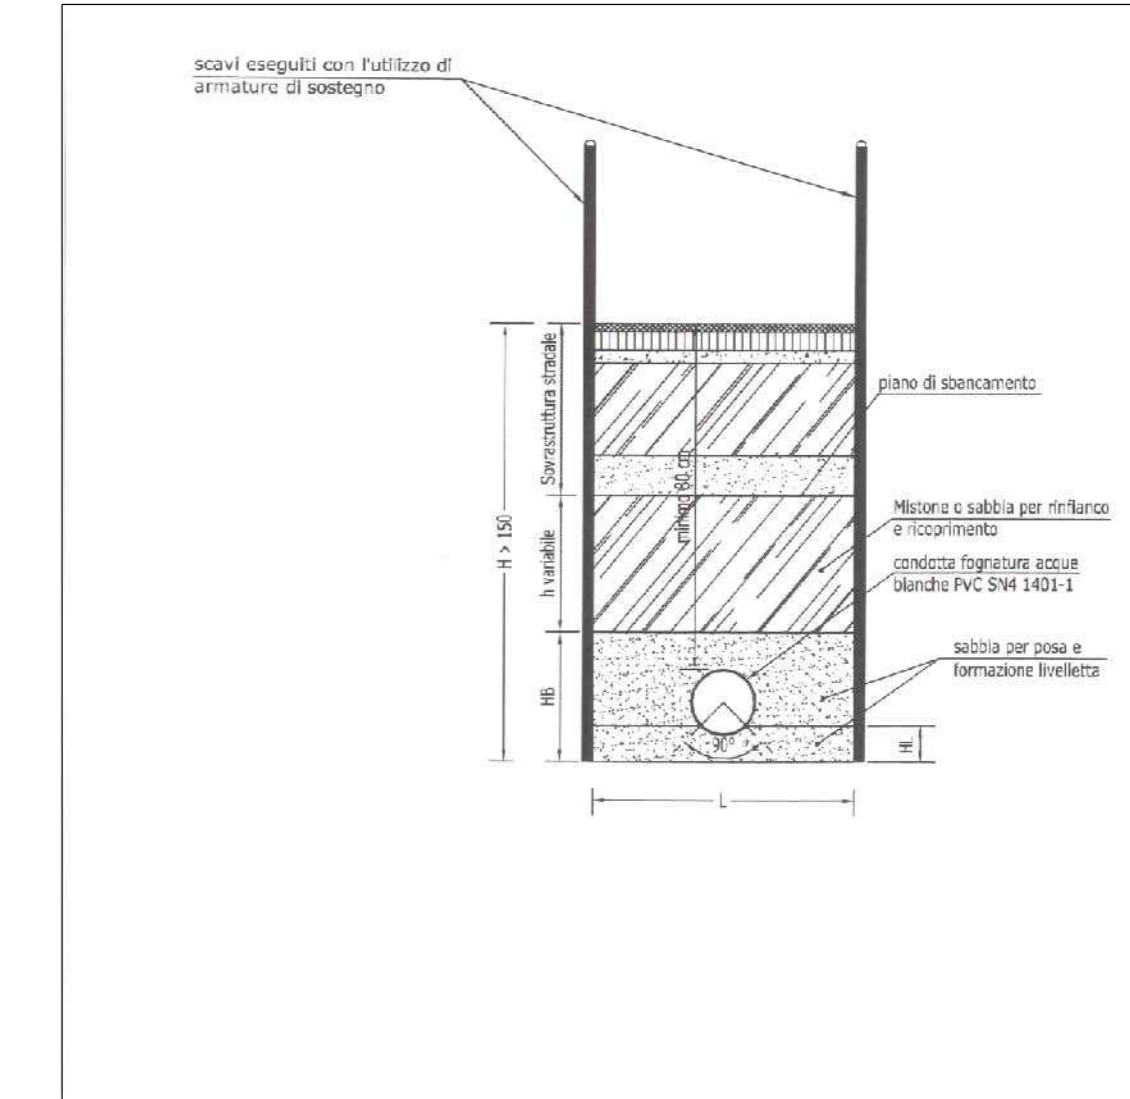 scavi eseguiti con l'utilizzo di
armature di sostegno
Sovrastruttura stradale
piano di sbancamento
minimo 80 cm
H > 150
h variabile
Mistone o sabbia per rinfianco
e ricoprimento
condotta fognatura acque
bianche PVC SN4 1401-1
sabbia per posa e
formazione livelletta
HB
90°
HL
L